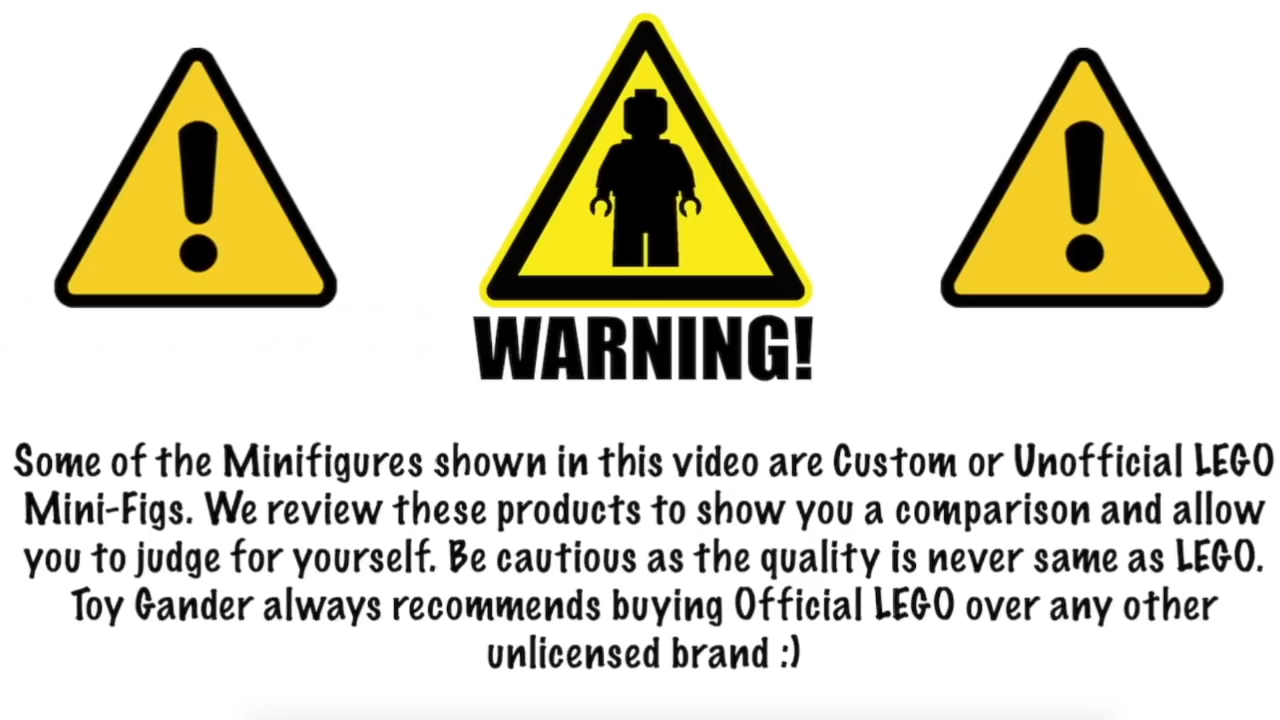 WARNING!
Some of the Minifigures shown in this video are Custom or Unofficial LEGO
Mini-Figs. We review these products to show you a comparison and allow
you to judge for yourself. Be cautious as the quality is never same as LEGO.
Toy Gander always recommends buying Official LEGO over any other
unlicensed brand :)